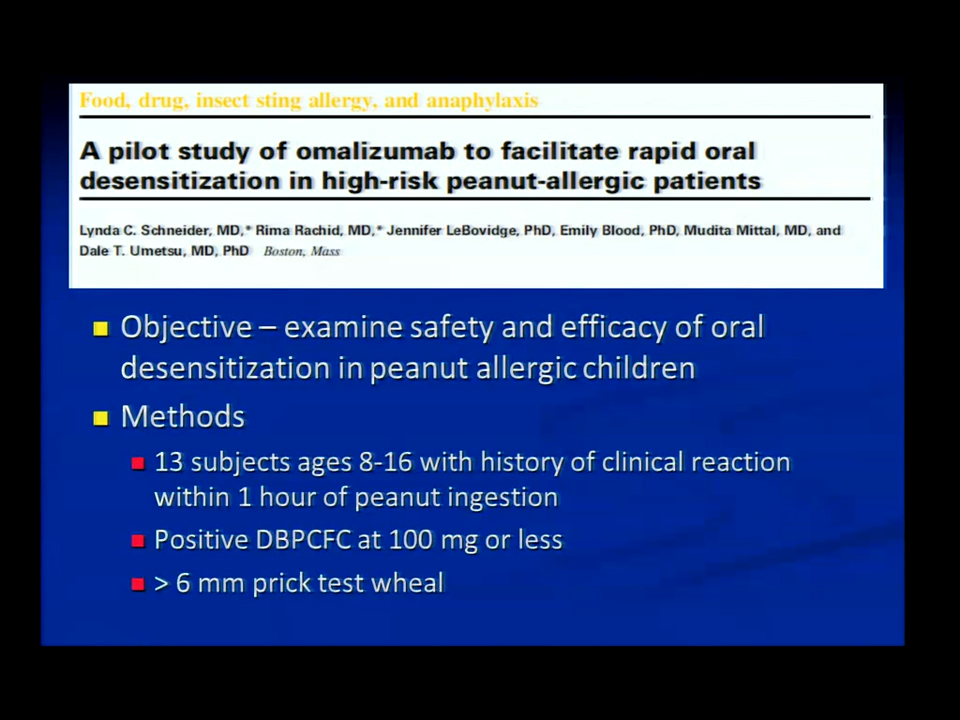 Food, drug, insect sting allergy, and anaphylaxis
A pilot study of omalizumab to facilitate rapid oral
desensitization in high-risk peanut-allergic patients
Lynda C. Schneider, MD,* Rima Rachid, MD,* Jennifer LeBovidge, PhD, Emily Blood, PhD, Mudita Mittal, MD, and
Dale T. Umetsu, MD, PhD Boston, Mass
Objective – examine safety and efficacy of oral
desensitization in peanut allergic children
Methods
13 subjects ages 8-16 with history of clinical reaction
within 1 hour of peanut ingestion
Positive DBPCFC at 100 mg or less
> 6 mm prick test wheal